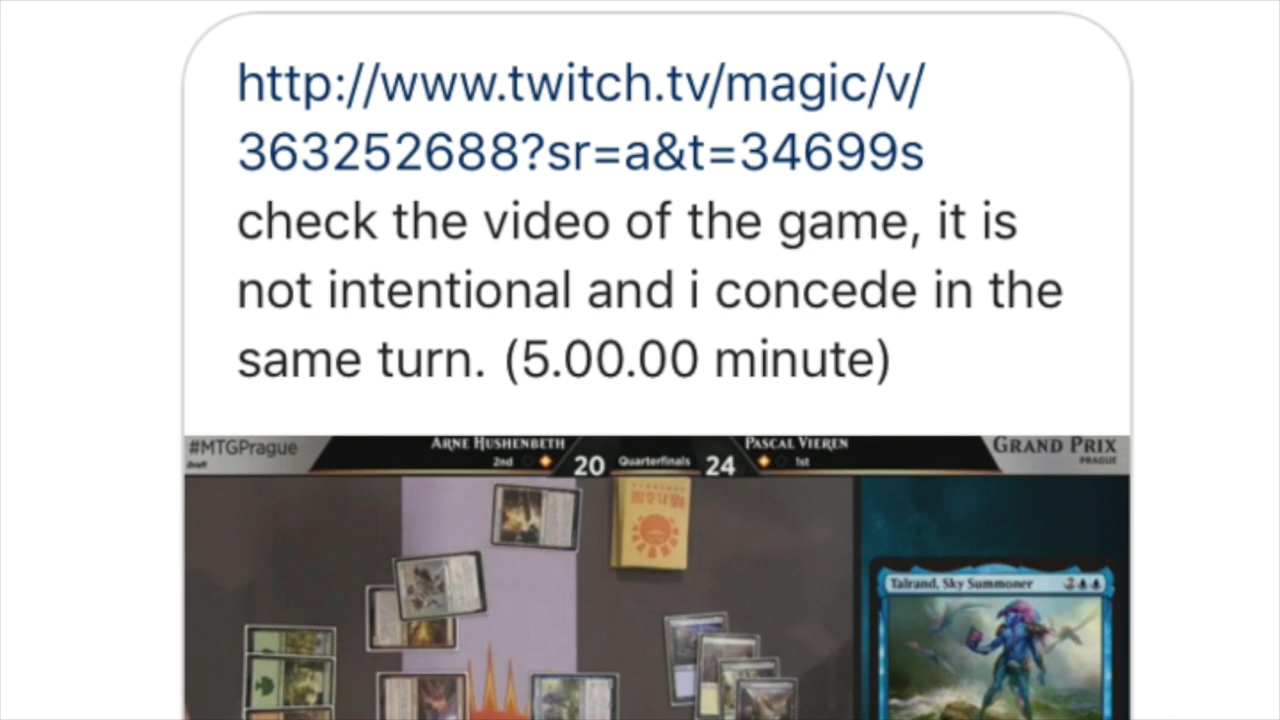 http://www.twitch.tv/magic/v/
363252688?sr=a&t=34699s
check the video of the game, it is
not intentional and i concede in the
same turn. (5.00.00 minute)
#MTGPrague
Draft
ARNE HUSHENBETH
2nd
20
Quarterfinals
24
PASCAL VIEREN
1st
GRAND PRIX
PRAGUE
Talrand, Sky Summoner
2